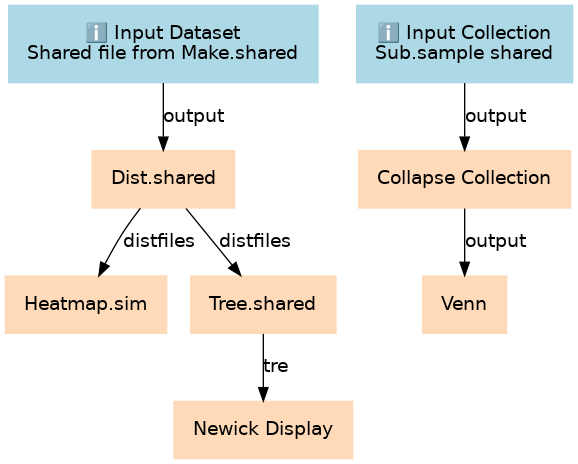 ℹ️ Input Dataset
Shared file from Make.shared
ℹ️ Input Collection
Sub.sample shared
output
output
Dist.shared
Collapse Collection
distfiles
distfiles
output
Heatmap.sim
Tree.shared
Venn
tre
Newick Display